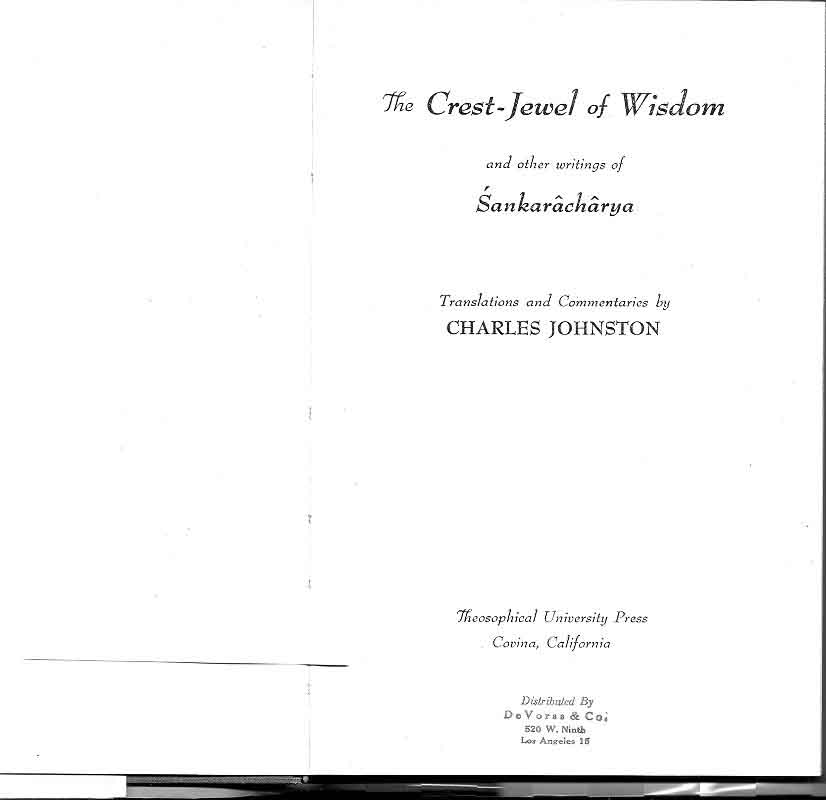 The Crest-Jewel of Wisdom
and other writings of
Śankarâchârya
Translations and Commentaries by
CHARLES JOHNSTON
Theosophical University Press
Covina, California
Distributed By
DeVorss & Co.
520 W. Ninth
Los Angeles 15